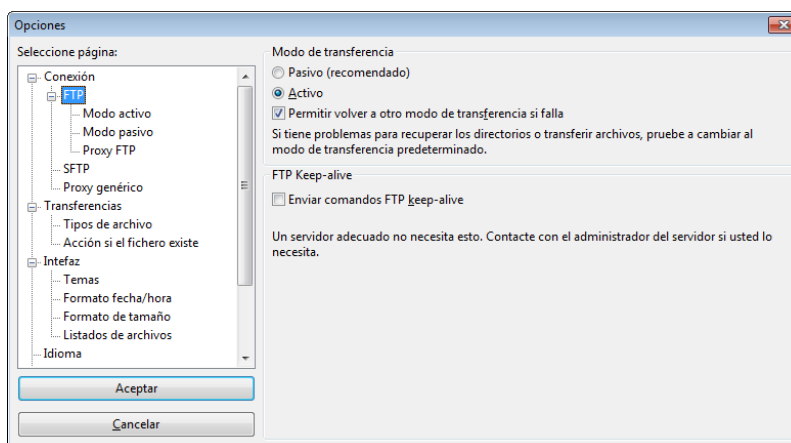 Opciones
Seleccione página:
Conexión
FTP
Modo activo
Modo pasivo
Proxy FTP
SFTP
Proxy genérico
Transferencias
Tipos de archivo
Acción si el fichero existe
Intefaz
Temas
Formato fecha/hora
Formato de tamaño
Listados de archivos
Idioma
Aceptar
Cancelar
Modo de transferencia
Pasivo (recomendado)
Activo
Permitir volver a otro modo de transferencia si falla
Si tiene problemas para recuperar los directorios o transferir archivos, pruebe a cambiar al
modo de transferencia predeterminado.
FTP Keep-alive
Enviar comandos FTP keep-alive
Un servidor adecuado no necesita esto. Contacte con el administrador del servidor si usted lo
necesita.